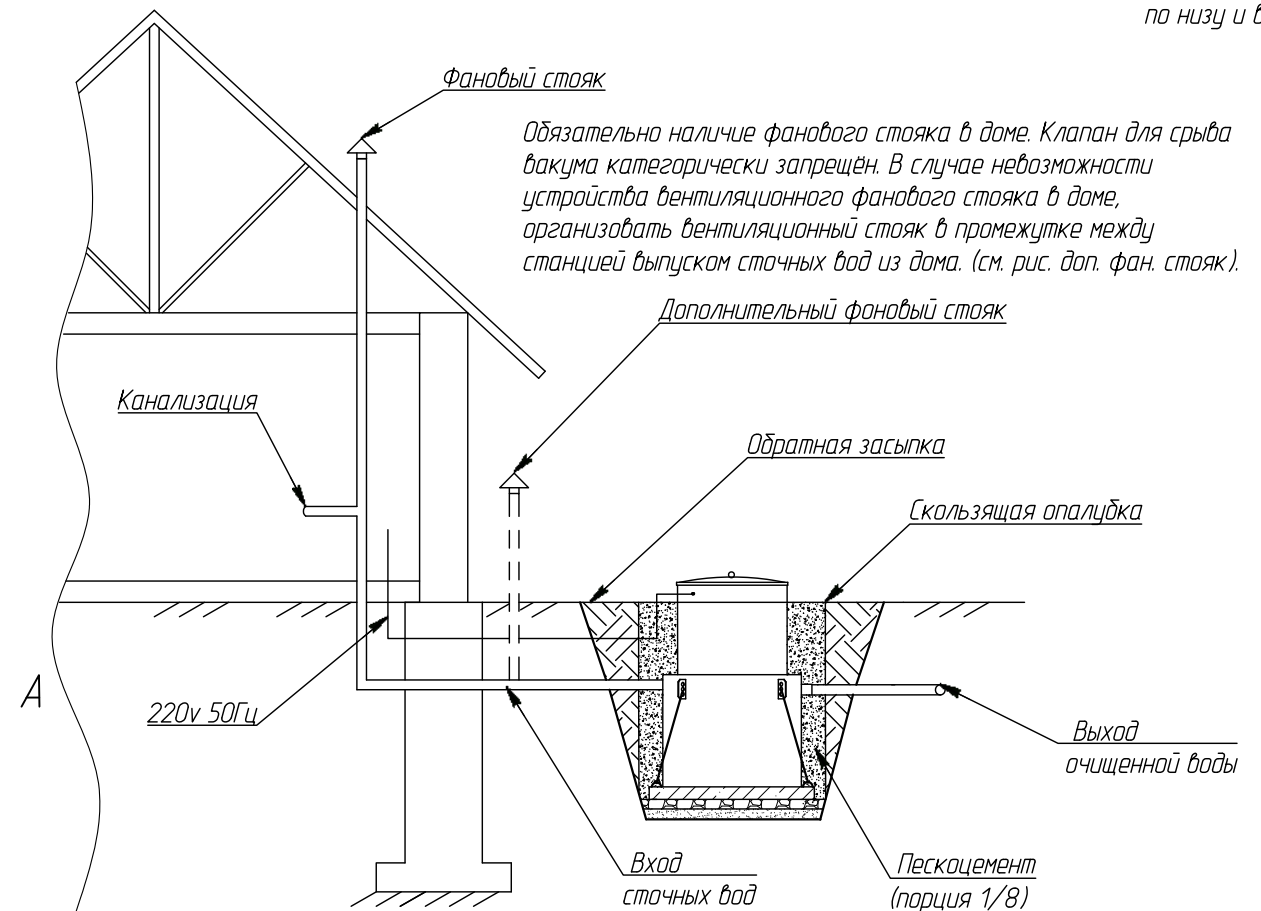 по низу и в
Фановый стояк
Обязательно наличие фанового стояка в доме. Клапан для срыва
вакума категорически запрещён. В случае невозможности
устройства вентиляционного фанового стояка в доме,
организовать вентиляционный стояк в промежутке между
станцией выпуском сточных вод из дома. (см. рис. доп. фан. стояк).
Дополнительный фоновый стояк
Канализация
Обратная засыпка
Скользящая опалубка
А
220v 50Гц
Выход
очищенной воды
Вход
сточных вод
Пескоцемент
(порция 1/8)